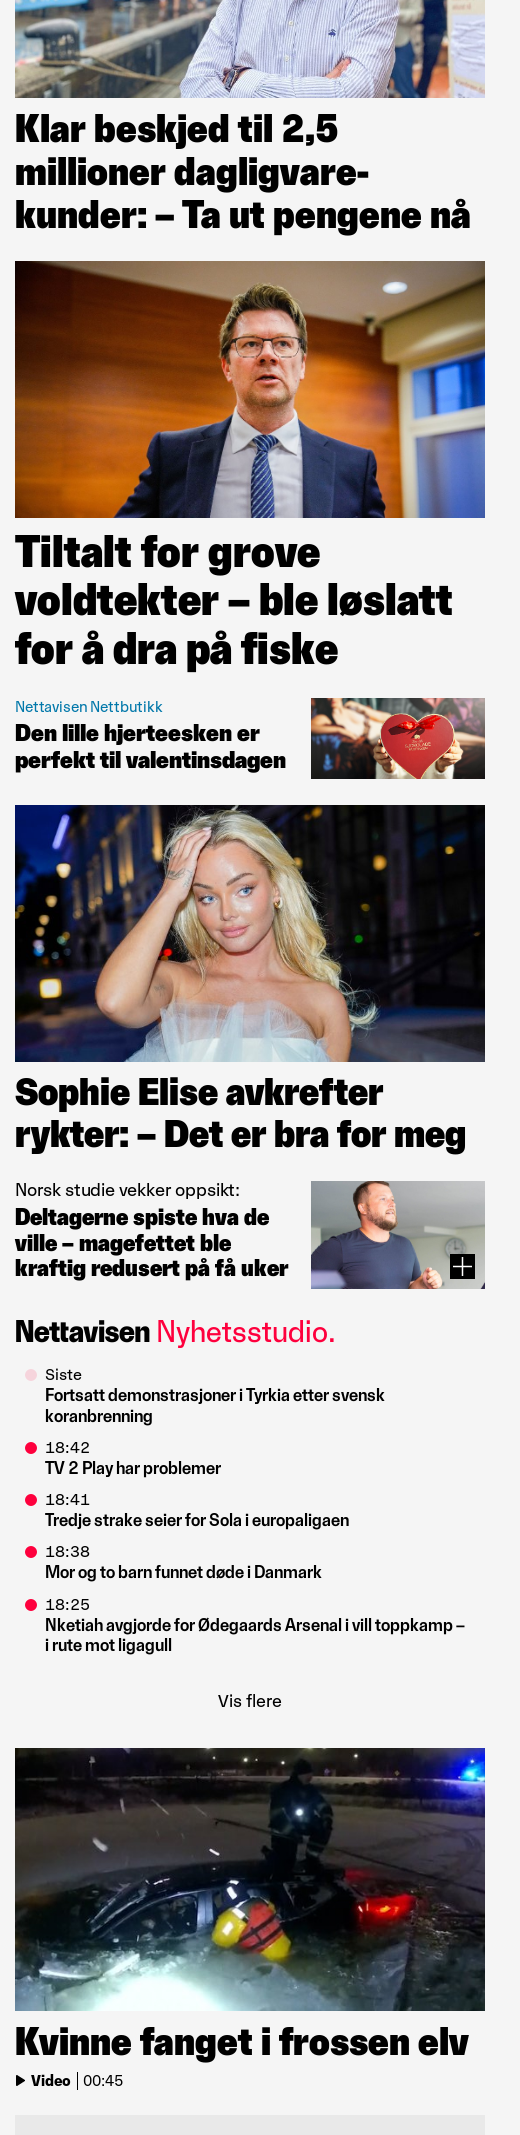 Klar beskjed til 2,5
millioner dagligvare-
kunder: – Ta ut pengene nå
Tiltalt for grove
voldtekter – ble løslatt
for å dra på fiske
Nettavisen Nettbutikk
Den lille hjerteesken er
perfekt til valentinsdagen
Sophie Elise avkrefter
rykter: – Det er bra for meg
Norsk studie vekker oppsikt:
Deltagerne spiste hva de
ville – magefettet ble
kraftig redusert på få uker
Nettavisen Nyhetsstudio.
Siste
Fortsatt demonstrasjoner i Tyrkia etter svensk
koranbrenning
18:42
TV 2 Play har problemer
18:41
Tredje strake seier for Sola i europaligaen
18:38
Mor og to barn funnet døde i Danmark
18:25
Nketiah avgjorde for Ødegaards Arsenal i vill toppkamp –
i rute mot ligagull
Vis flere
Kvinne fanget i frossen elv
Video 00:45